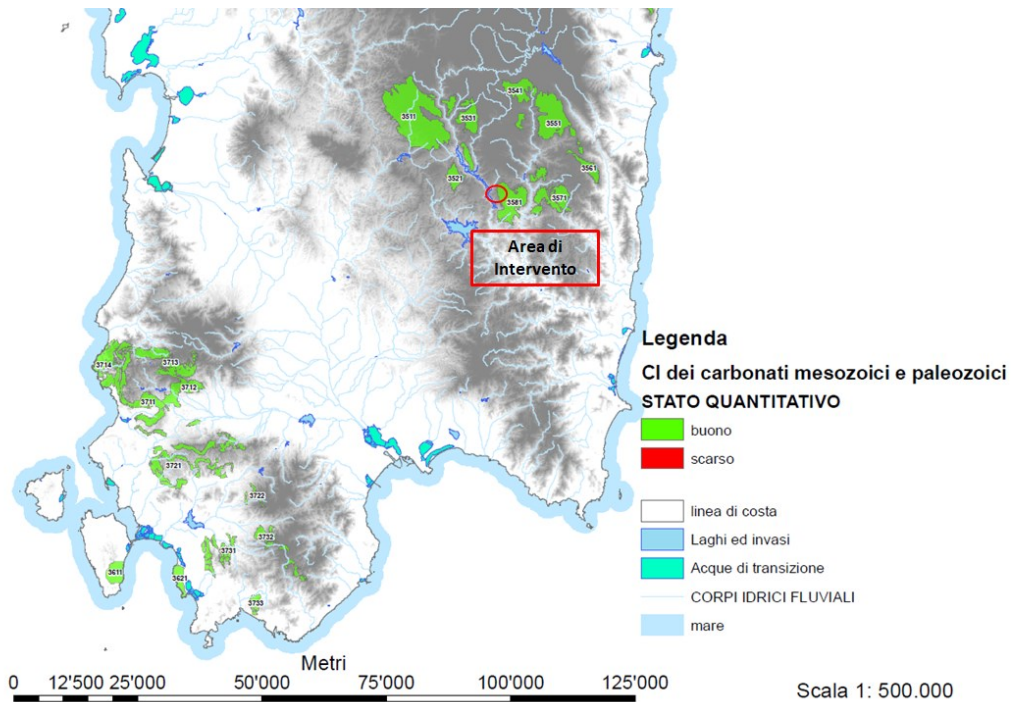 3541
3511
3531
3551
3561
3521
3581
3571
Area di
Intervento
Legenda
CI dei carbonati mesozoici e paleozoici
STATO QUANTITATIVO
buono
scarso
linea di costa
Laghi ed invasi
Acque di transizione
CORPI IDRICI FLUVIALI
mare
3714
3713
3712
3711
3721
3722
3732
3731
3611
3621
3733
Metri
0 12'500 25'000 50'000 75'000 100'000 125'000
Scala 1: 500.000